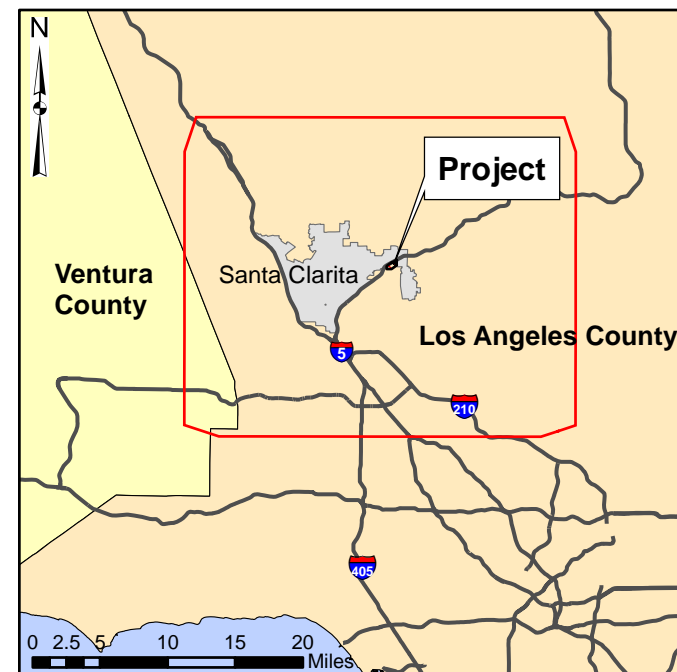 N
Project
Ventura
County
Santa Clarita
Los Angeles County
5
210
405
0 2.5 5 10 15 20
Miles